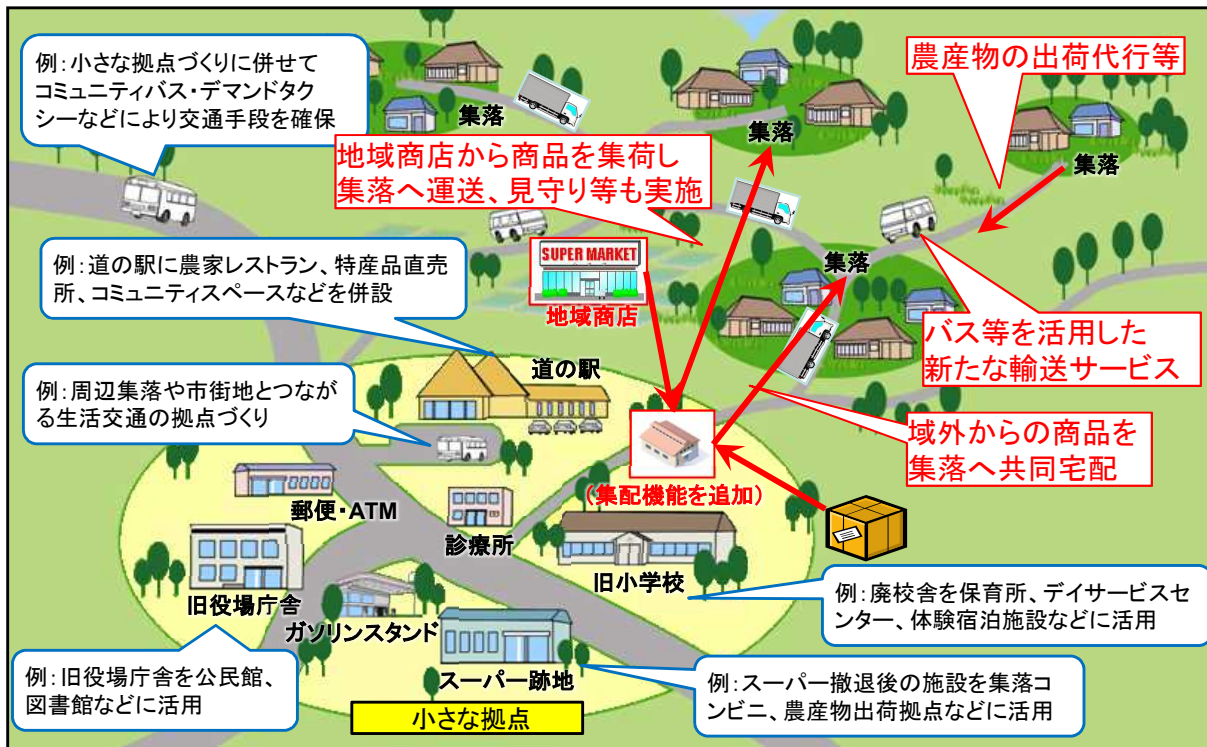 例：小さな拠点づくりに併せて
コミュニティバス・デマンドタク
シーなどにより交通手段を確保
集落
農産物の出荷代行等
集落
集落
地域商店から商品を集荷し
集落へ運送、見守り等も実施
例：道の駅に農家レストラン、特産品直売
所、コミュニティスペースなどを併設
SUPER MARKET
地域商店
集落
バス等を活用した
新たな輸送サービス
道の駅
例：周辺集落や市街地とつなが
る生活交通の拠点づくり
域外からの商品を
集落へ共同宅配
（集配機能を追加）
郵便・ATM
診療所
旧小学校
旧役場庁舎
ガソリンスタンド
例：廃校舎を保育所、デイサービスセ
ンター、体験宿泊施設などに活用
スーパー跡地
例：旧役場庁舎を公民館、
図書館などに活用
例：スーパー撤退後の施設を集落コ
ンビニ、農産物出荷拠点などに活用
小さな拠点